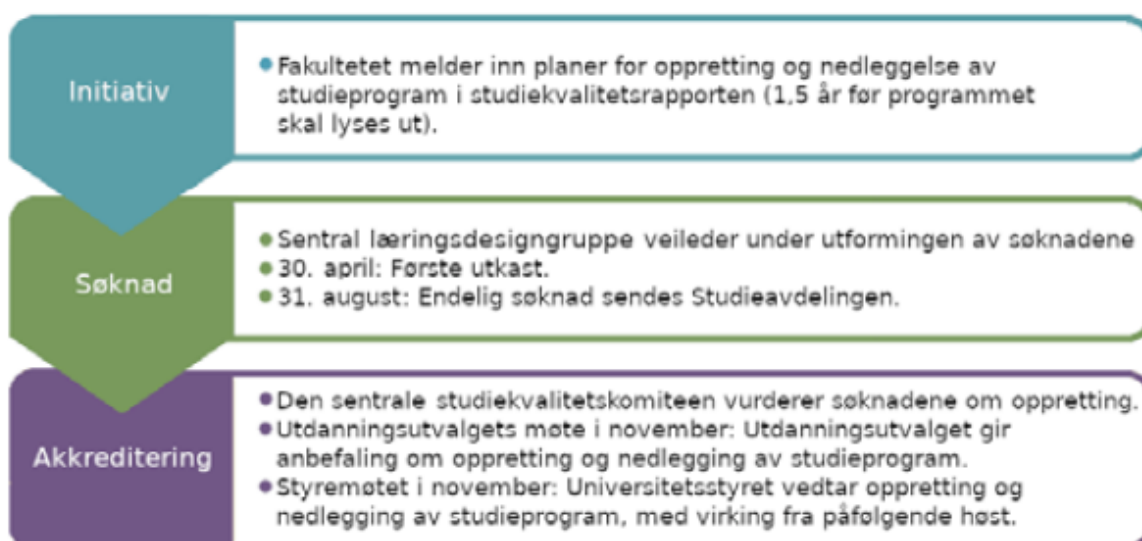 Initiativ
• Fakultetet melder inn planer for oppretting og nedleggelse av
studieprogram i studiekvalitetsrapporten (1,5 år før programmet
skal lyses ut).
Søknad
• Sentral læringsdesigngruppe veileder under utformingen av søknadene
• 30. april: Første utkast.
• 31. august: Endelig søknad sendes Studieavdelingen.
Akkreditering
• Den sentrale studiekvalitetskomiteen vurderer søknadene om oppretting.
• Utdanningsutvalgets møte i november: Utdanningsutvalget gir
anbefaling om oppretting og nedlegging av studieprogram.
• Styremøtet i november: Universitetsstyret vedtar oppretting og
nedlegging av studieprogram, med virking fra påfølgende høst.